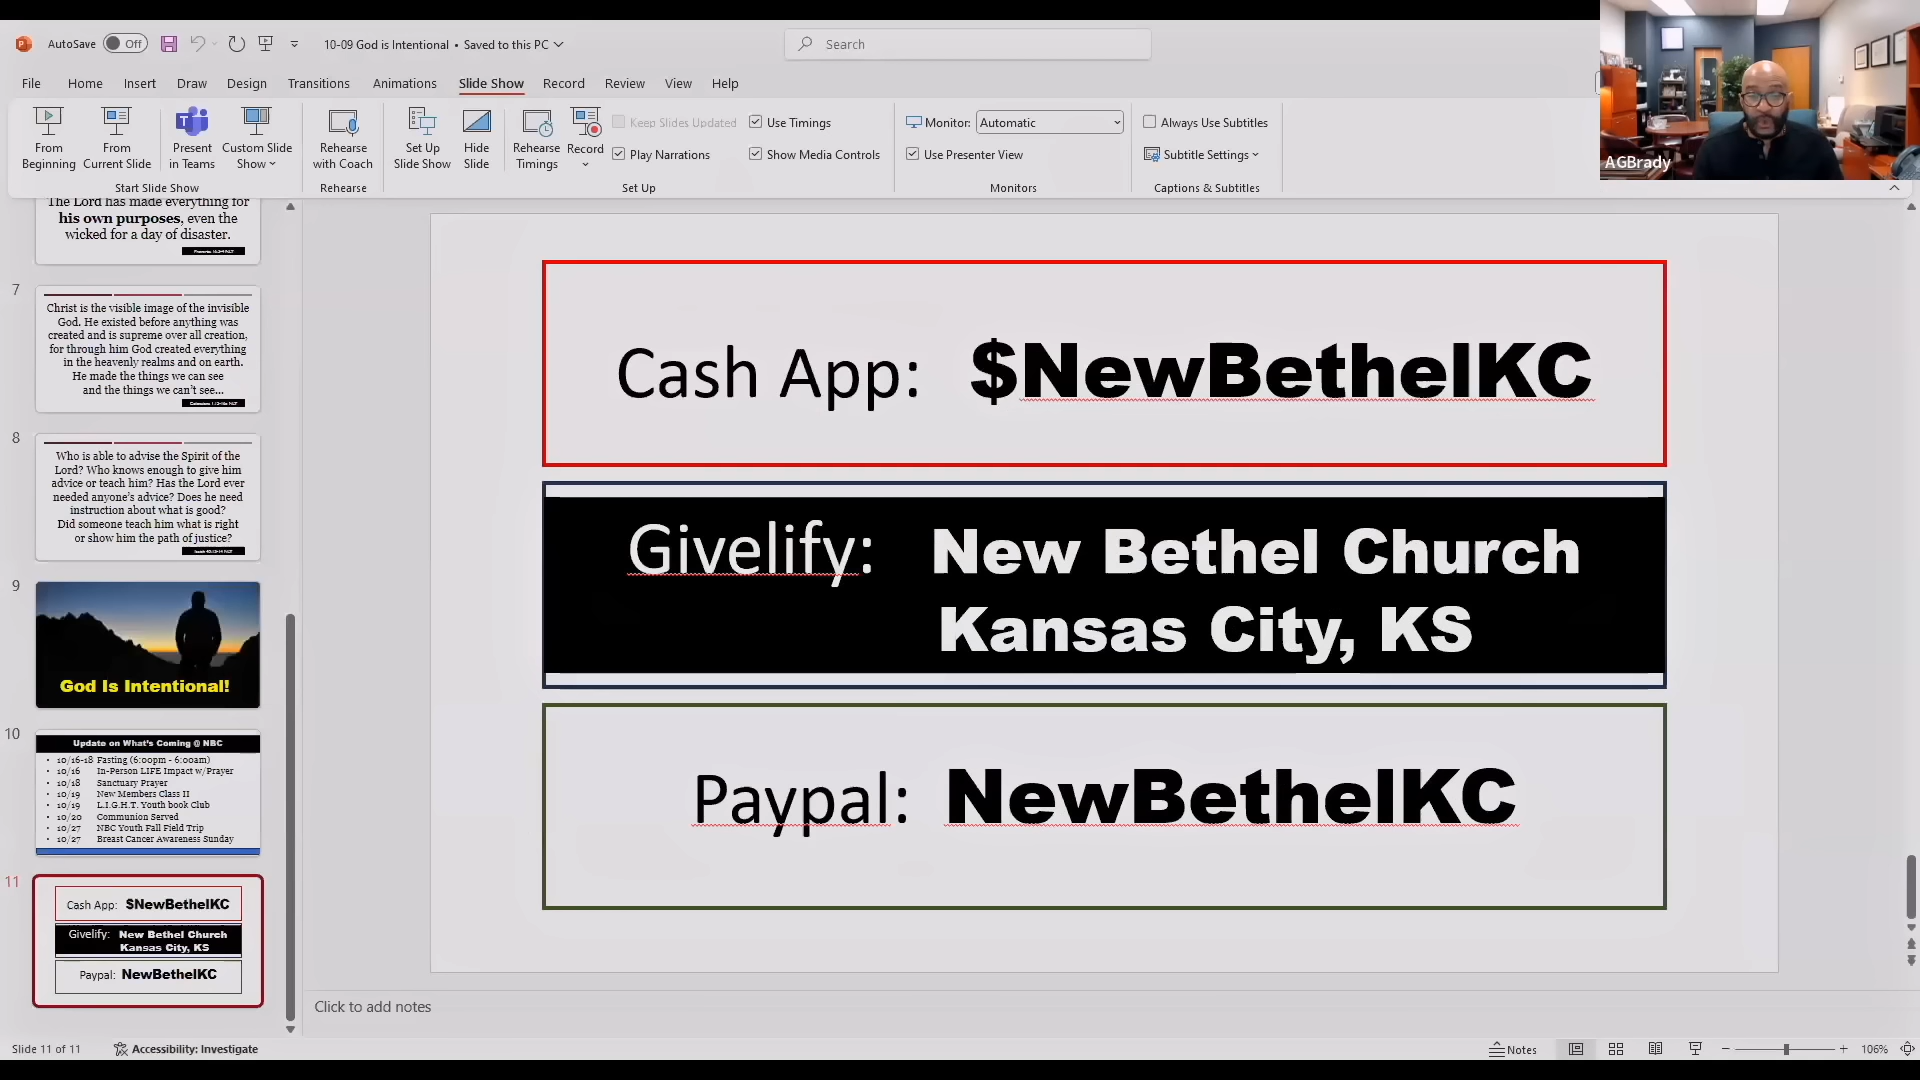 AutoSave Off 10-09 God is Intentional • Saved to this PC Search
File Home Insert Draw Design Transitions Animations Slide Show Record Review View Help
From Beginning
From Current Slide
Present in Teams
Custom Slide Show
Rehearse with Coach
Set Up Slide Show
Hide Slide
Rehearse Timings
Record
Keep Slides Updated
Play Narrations
Use Timings
Show Media Controls
Monitor: Automatic
Use Presenter View
Always Use Subtitles
Subtitle Settings
Start Slide Show Rehearse Set Up Monitors Captions & Subtitles
AGBrady
The Lord has made everything for
his own purposes, even the
wicked for a day of disaster.
7
Christ is the visible image of the invisible
God. He existed before anything was
created and is supreme over all creation,
for through him God created everything
in the heavenly realms and on earth.
He made the things we can see
and the things we can't see...
8
Who is able to advise the Spirit of the
Lord? Who knows enough to give him
advice or teach him? Has the Lord ever
needed anyone's advice? Does he need
instruction about what is good?
Did someone teach him what is right
or show him the path of justice?
9
God Is Intentional!
10
Update on What's Coming @ NBC
• 10/16-18 Fasting (6:00pm - 6:00am)
• 10/16 In-Person LIFE Impact w/Prayer
• 10/18 Sanctuary Prayer
• 10/19 New Members Class II
• 10/19 L.I.G.H.T. Youth book Club
• 10/20 Communion Served
• 10/27 NBC Youth Fall Field Trip
• 10/27 Breast Cancer Awareness Sunday
11
Cash App: $NewBethelKC
Givelify: New Bethel Church
Kansas City, KS
Paypal: NewBethelKC
Cash App: $NewBethelKC
Givelify: New Bethel Church
Kansas City, KS
Paypal: NewBethelKC
Click to add notes
Slide 11 of 11 Accessibility: Investigate Notes 106%